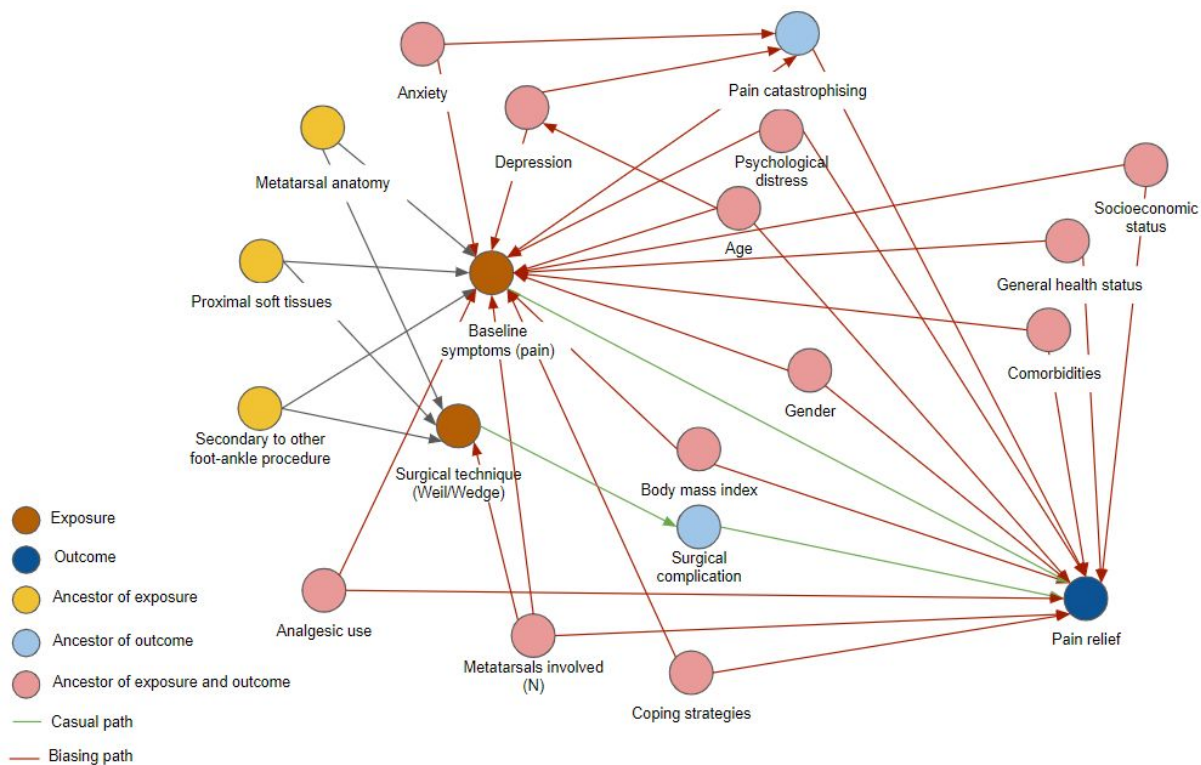 Anxiety
Pain catastrophising
Depression
Psychological
distress
Metatarsal anatomy
Socioeconomic
status
Age
General health status
Proximal soft tissues
Baseline
symptoms (pain)
Comorbidities
Gender
Secondary to other
foot-ankle procedure
Surgical technique
(Weil/Wedge)
Body mass index
Surgical
complication
Exposure
Outcome
Ancestor of exposure
Ancestor of outcome
Ancestor of exposure and outcome
Casual path
Biasing path
Analgesic use
Metatarsals involved
(N)
Coping strategies
Pain relief